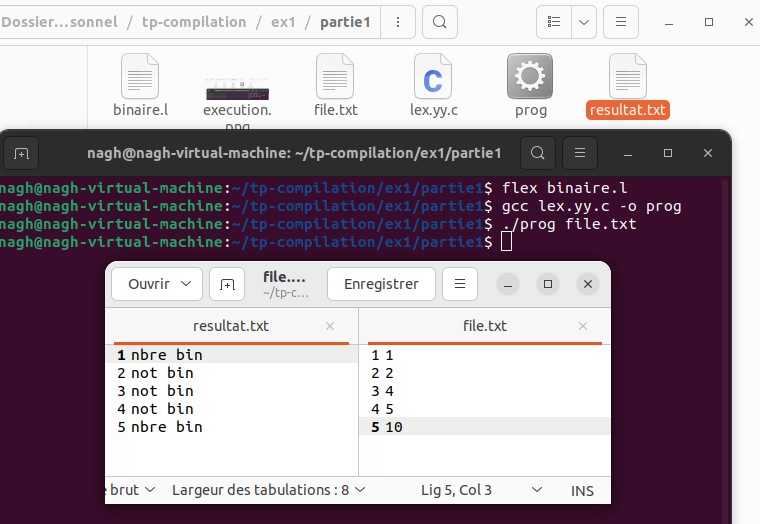 Dossier...sonnel / tp-compilation / ex1 / partie1
binaire.l
execution.
file.txt
lex.yy.c
prog
resultat.txt
nagh@nagh-virtual-machine: ~/tp-compilation/ex1/partie1
nagh@nagh-virtual-machine:~/tp-compilation/ex1/partie1$ flex binaire.l
nagh@nagh-virtual-machine:~/tp-compilation/ex1/partie1$ gcc lex.yy.c -o prog
nagh@nagh-virtual-machine:~/tp-compilation/ex1/partie1$ ./prog file.txt
nagh@nagh-virtual-machine:~/tp-compilation/ex1/partie1$
Ouvrir
file....
~/tp-c...
Enregistrer
resultat.txt
1 nbre bin
2 not bin
3 not bin
4 not bin
5 nbre bin
file.txt
1 1
2 2
3 4
4 5
5 10
brut
Largeur des tabulations : 8
Lig 5, Col 3
INS